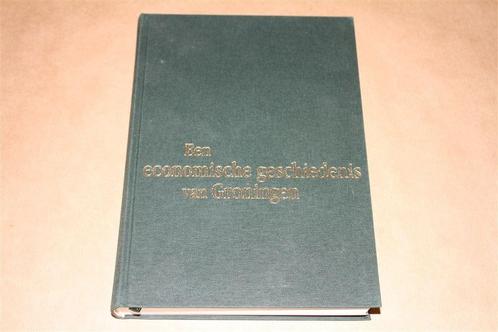 Een
economische geschiedenis
van Groningen